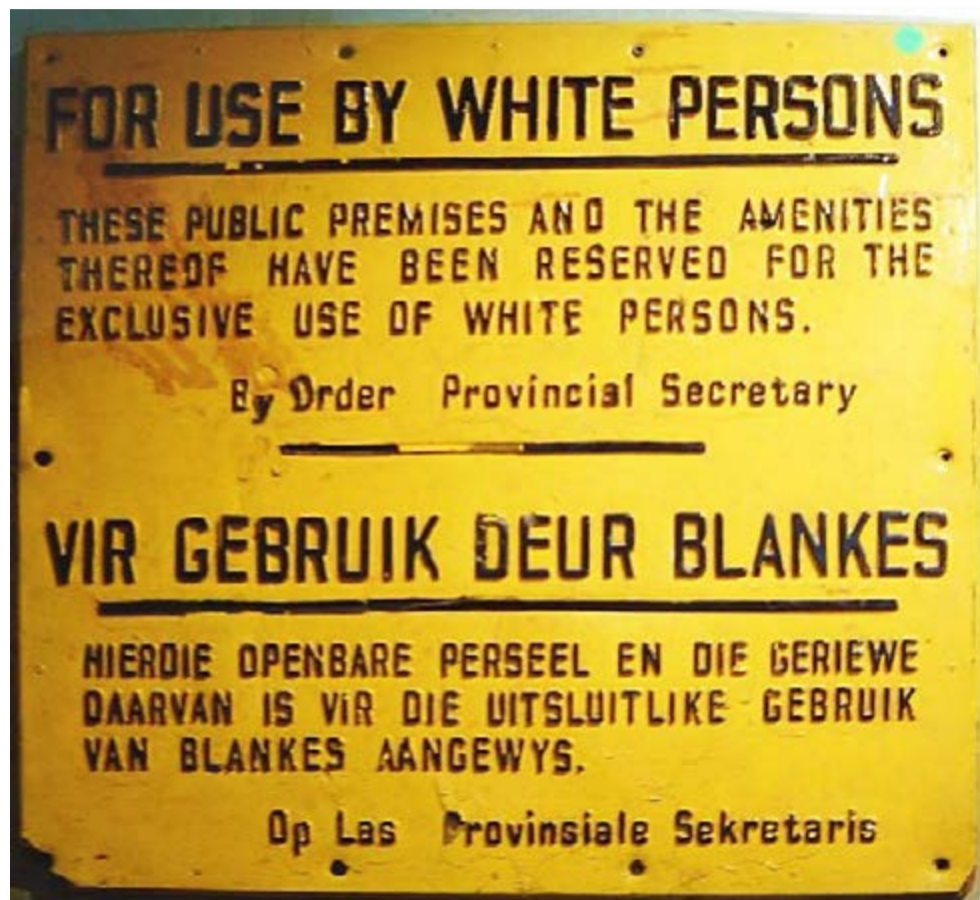 FOR USE BY WHITE PERSONS
THESE PUBLIC PREMISES AND THE AMENITIES
THEREOF HAVE BEEN RESERVED FOR THE
EXCLUSIVE USE OF WHITE PERSONS.
By Order Provincial Secretary
VIR GEBRUIK DEUR BLANKES
HIERDIE OPENBARE PERSEEL EN DIE GERIEWE
DAARVAN IS VIR DIE UITSLUITLIKE GEBRUIK
VAN BLANKES AANGEWYS.
Op Las Provinsiale Sekretaris